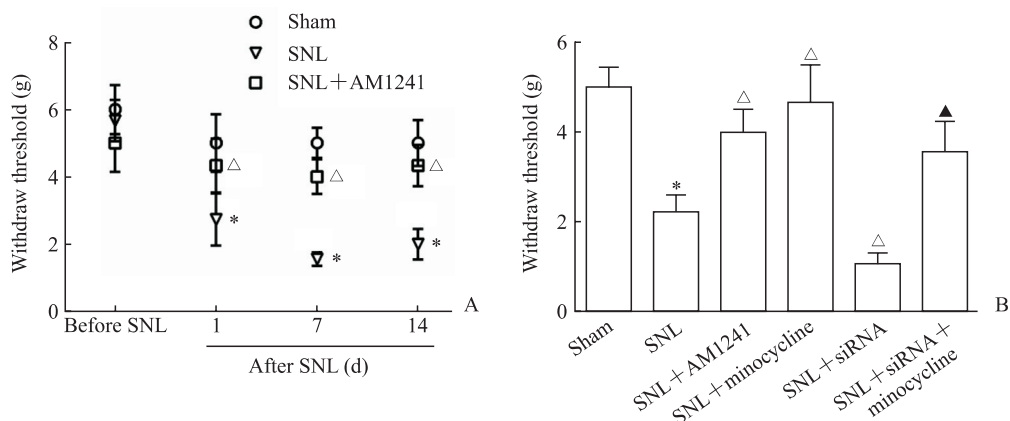 Sham
SNL
SNL+AM1241
Withdraw threshold (g)
8
6
4
2
0
△
△
△
*
*
*
Before SNL
1
7
14
After SNL (d)
A
Withdraw threshold (g)
6
4
2
0
*
△
△
△
▲
Sham
SNL
SNL+AM1241
SNL+minocycline
SNL+siRNA
SNL+siRNA+
minocycline
B